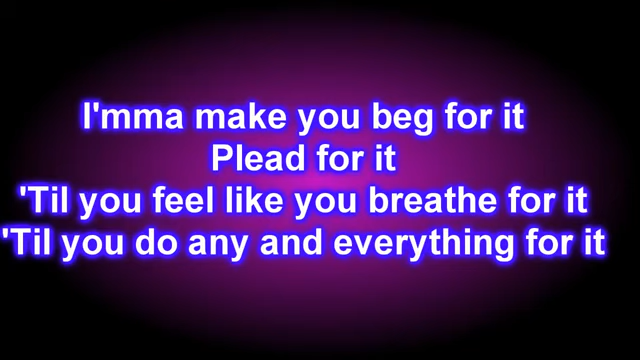 I'mma make you beg for it
Plead for it
'Til you feel like you breathe for it
'Til you do any and everything for it